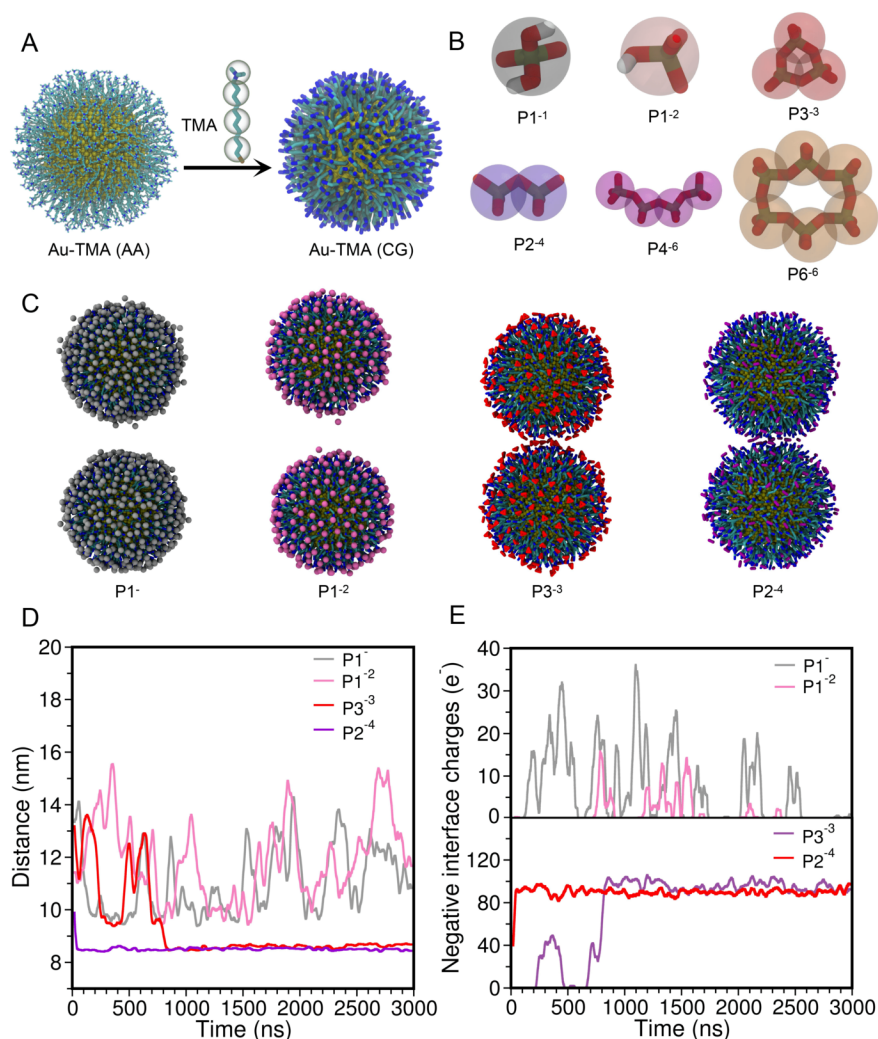 A
B
TMA
Au-TMA (AA)
Au-TMA (CG)
P1⁻¹
P1⁻²
P3⁻³
P2⁻⁴
P4⁻⁶
P6⁻⁶
C
P1⁻
P1⁻²
P3⁻³
P2⁻⁴
D
20
18
16
14
12
10
8
Distance (nm)
P1⁻
P1⁻²
P3⁻³
P2⁻⁴
0 500 1000 1500 2000 2500 3000
Time (ns)
E
40
30
20
10
0
P1⁻
P1⁻²
120
80
40
0
P3⁻³
P2⁻⁴
Negative interface charges (e⁻)
0 500 1000 1500 2000 2500 3000
Time (ns)